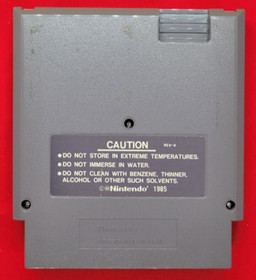 CAUTION
REV-A
•DO NOT STORE IN EXTREME TEMPERATURES.
•DO NOT IMMERSE IN WATER.
•DO NOT CLEAN WITH BENZENE, THINNER,
ALCOHOL OR OTHER SUCH SOLVENTS.
©®Nintendo® 1985